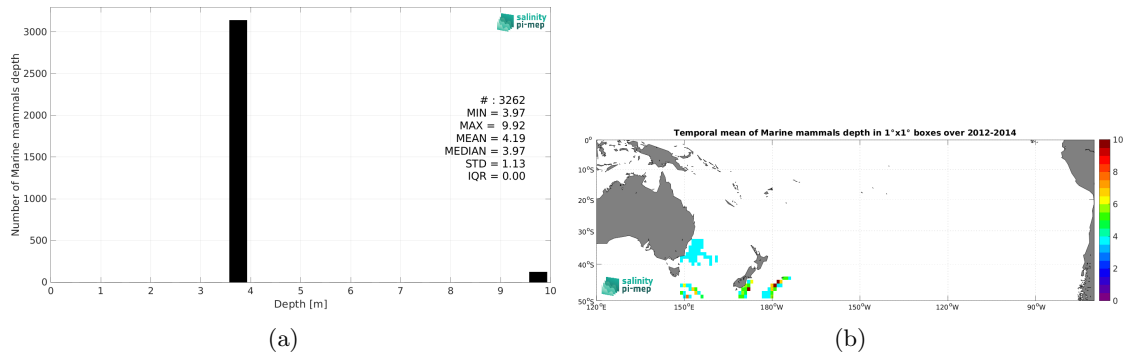 salinity
pi-mep
3300
3000
2500
2000
1500
1000
500
0
Number of Marine mammals depth
# : 3262
MIN = 3.97
MAX = 9.92
MEAN = 4.19
MEDIAN = 3.97
STD = 1.13
IQR = 0.00
0 1 2 3 4 5 6 7 8 9 10
Depth [m]
(a)
Temporal mean of Marine mammals depth in 1°x1° boxes over 2012-2014
0°
10°S
20°S
30°S
40°S
50°S
120°E 150°E 180°W 150°W 120°W 90°W
10
8
6
4
2
0
salinity
pi-mep
(b)